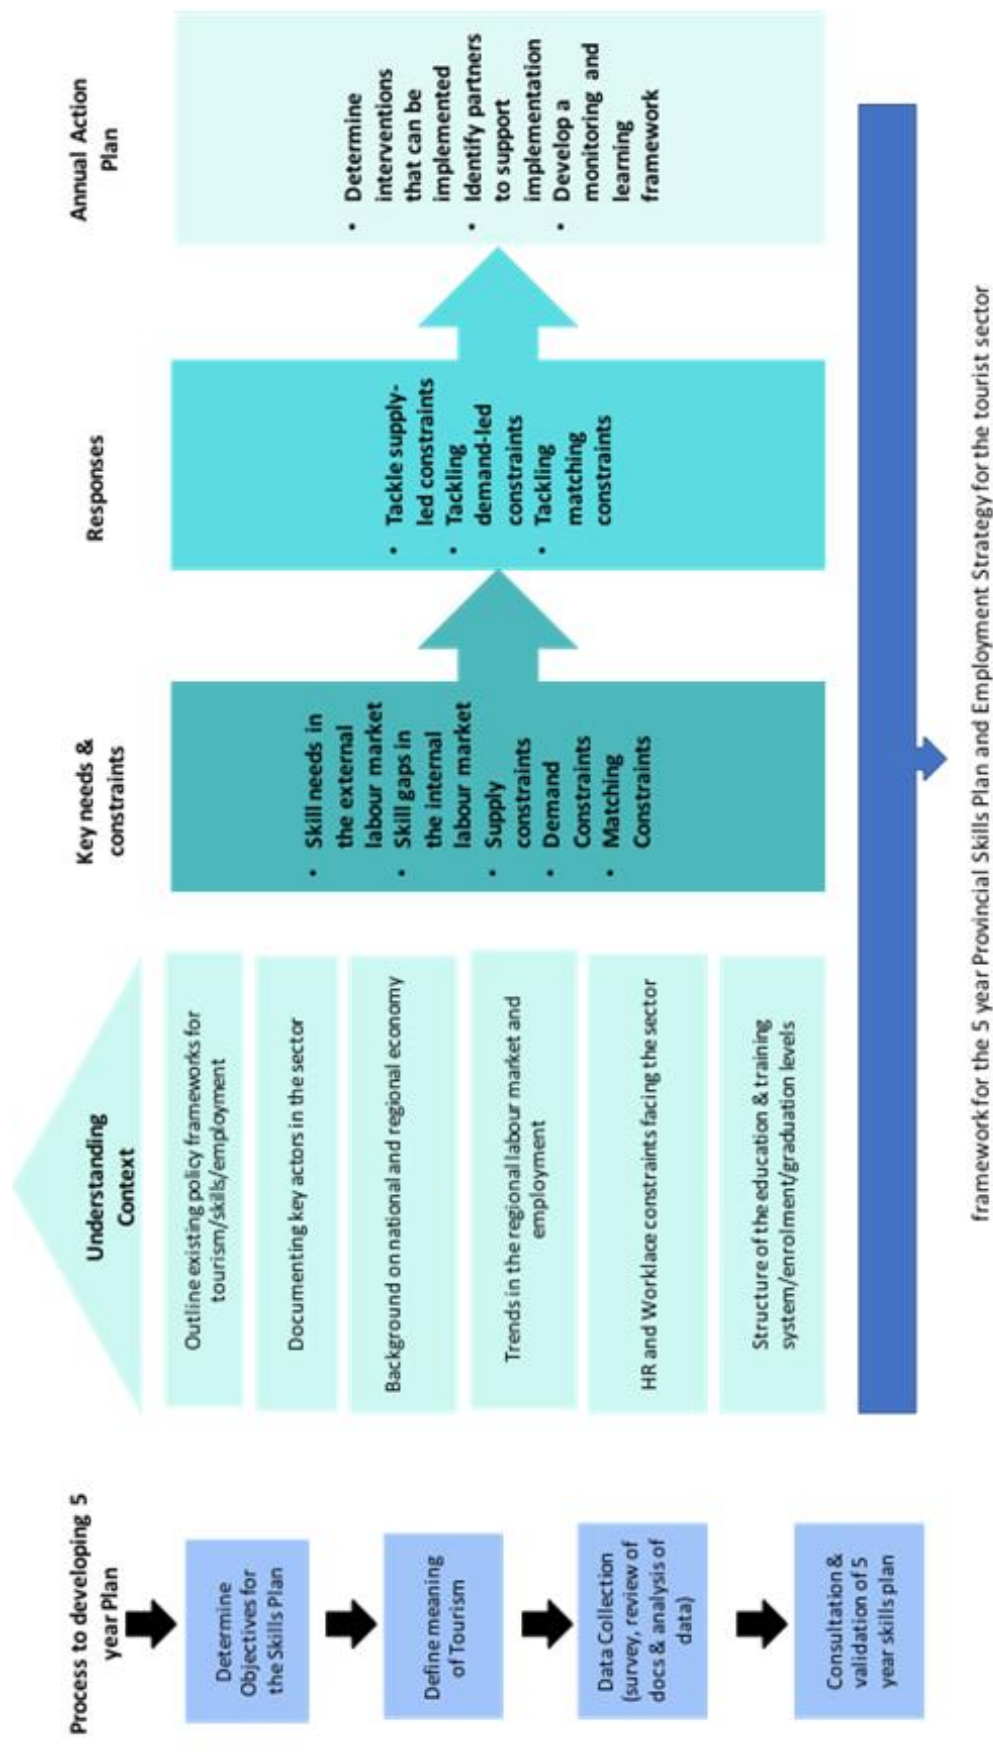 Process to developing 5
year Plan
Determine
Objectives for
the Skills Plan
Define meaning
of Tourism
Data Collection
(survey, review of
docs & analysis of
data)
Consultation &
validation of 5
year skills plan
Understanding
Context
Outline existing policy frameworks for
tourism/skills/employment
Documenting key actors in the sector
Background on national and regional economy
Trends in the regional labour market and
employment
HR and Worklace constraints facing the sector
Structure of the education & training
system/enrolment/graduation levels
Key needs &
constraints
• Skill needs in
the external
labour market
• Skill gaps in
the internal
labour market
• Supply
constraints
• Demand
Constraints
• Matching
Constraints
Responses
• Tackle supply-
led constraints
• Tackling
demand-led
constraints
• Tackling
matching
constraints
Annual Action
Plan
• Determine
interventions
that can be
implemented
• Identify partners
to support
implementation
• Develop a
monitoring and
learning
framework
framework for the 5 year Provincial Skills Plan and Employment Strategy for the tourist sector